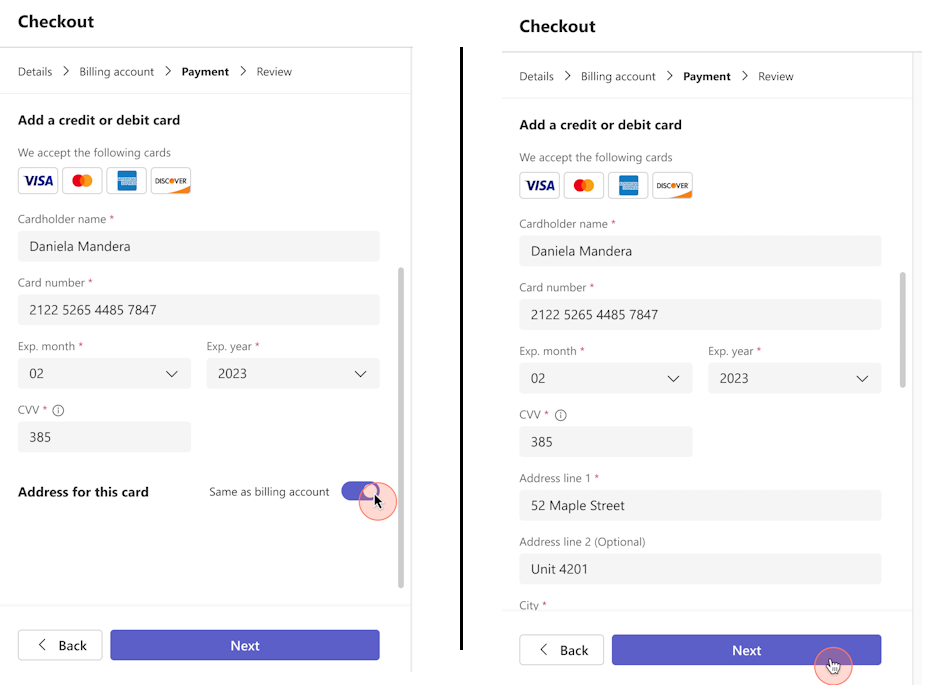 Checkout
Details > Billing account > Payment > Review
Add a credit or debit card
We accept the following cards
VISA AMERICAN EXPRESS DISCOVER
Cardholder name *
Daniela Mandera
Card number *
2122 5265 4485 7847
Exp. month * Exp. year *
02 2023
CVV *
385
Address for this card Same as billing account
Back Next
Checkout
Details > Billing account > Payment > Review
Add a credit or debit card
We accept the following cards
VISA AMERICAN EXPRESS DISCOVER
Cardholder name *
Daniela Mandera
Card number *
2122 5265 4485 7847
Exp. month * Exp. year *
02 2023
CVV *
385
Address line 1 *
52 Maple Street
Address line 2 (Optional)
Unit 4201
City *
Back Next